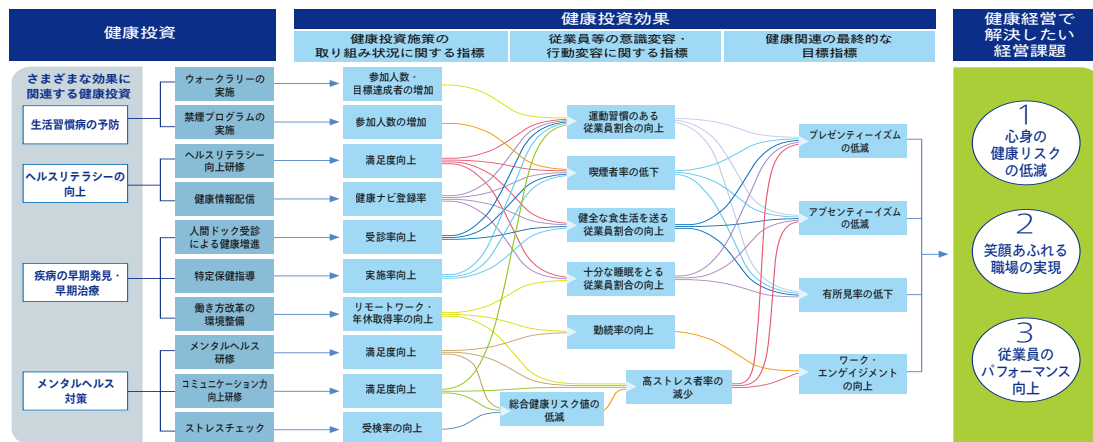 健康投資
健康投資効果
健康投資施策の
取り組み状況に関する指標
従業員等の意識変容・
行動変容に関する指標
健康関連の最終的な
目標指標
健康経営で
解決したい
経営課題
さまざまな効果に
関連する健康投資
生活習慣病の予防
ヘルスリテラシーの
向上
疾病の早期発見・
早期治療
メンタルヘルス
対策
ウォークラリーの
実施
禁煙プログラムの
実施
ヘルスリテラシー
向上研修
健康情報配信
人間ドック受診
による健康増進
特定保健指導
働き方改革の
環境整備
メンタルヘルス
研修
コミュニケーション力
向上研修
ストレスチェック
参加人数・
目標達成者の増加
参加人数の増加
満足度向上
健康ナビ登録率
受診率向上
実施率向上
リモートワーク・
年休取得率の向上
満足度向上
満足度向上
受検率の向上
運動習慣のある
従業員割合の向上
喫煙者率の低下
健全な食生活を送る
従業員割合の向上
十分な睡眠をとる
従業員割合の向上
勤続率の向上
総合健康リスク値の
低減
高ストレス者率の
減少
プレゼンティーイズム
の低減
アブセンティーイズム
の低減
有所見率の低下
ワーク・
エンゲイジメント
の向上
1
心身の
健康リスク
の低減
2
笑顔あふれる
職場の実現
3
従業員の
パフォーマンス
向上